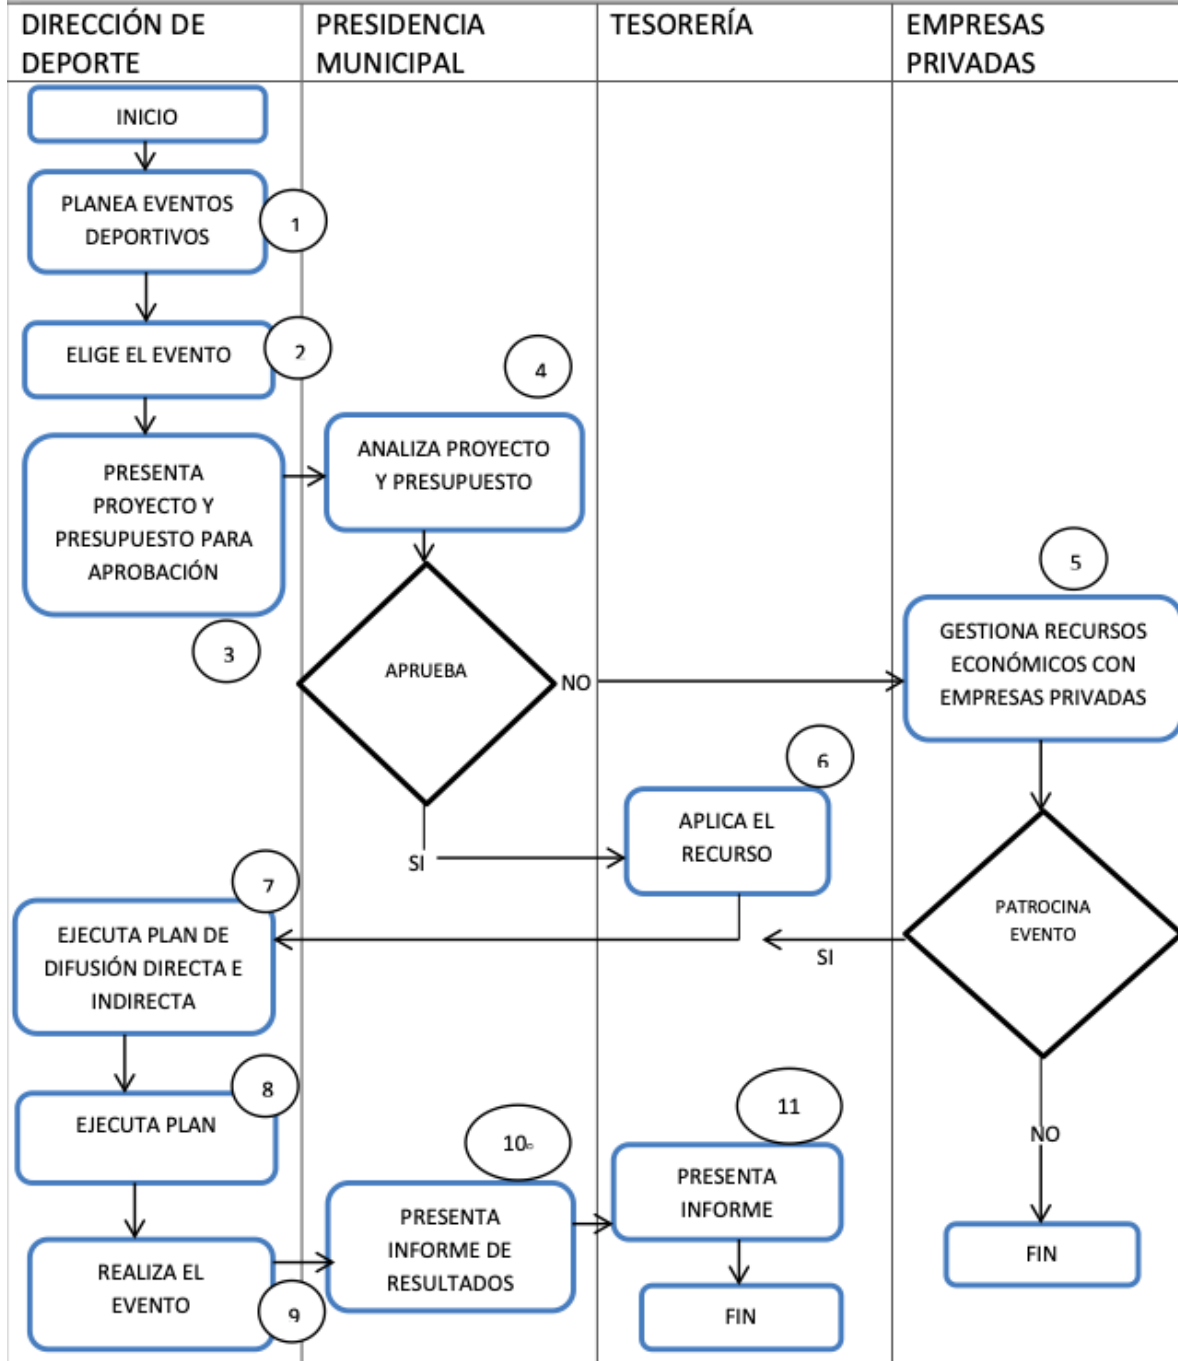 DIRECCIÓN DE
DEPORTE
PRESIDENCIA
MUNICIPAL
TESORERÍA
EMPRESAS
PRIVADAS
INICIO
PLANEA EVENTOS
DEPORTIVOS
1
ELIGE EL EVENTO
2
PRESENTA
PROYECTO Y
PRESUPUESTO PARA
APROBACIÓN
3
4
ANALIZA PROYECTO
Y PRESUPUESTO
APRUEBA
NO
SI
5
GESTIONA RECURSOS
ECONÓMICOS CON
EMPRESAS PRIVADAS
6
APLICA EL
RECURSO
PATROCINA
EVENTO
SI
NO
FIN
7
EJECUTA PLAN DE
DIFUSIÓN DIRECTA E
INDIRECTA
8
EJECUTA PLAN
REALIZA EL
EVENTO
9
10
PRESENTA
INFORME DE
RESULTADOS
11
PRESENTA
INFORME
FIN